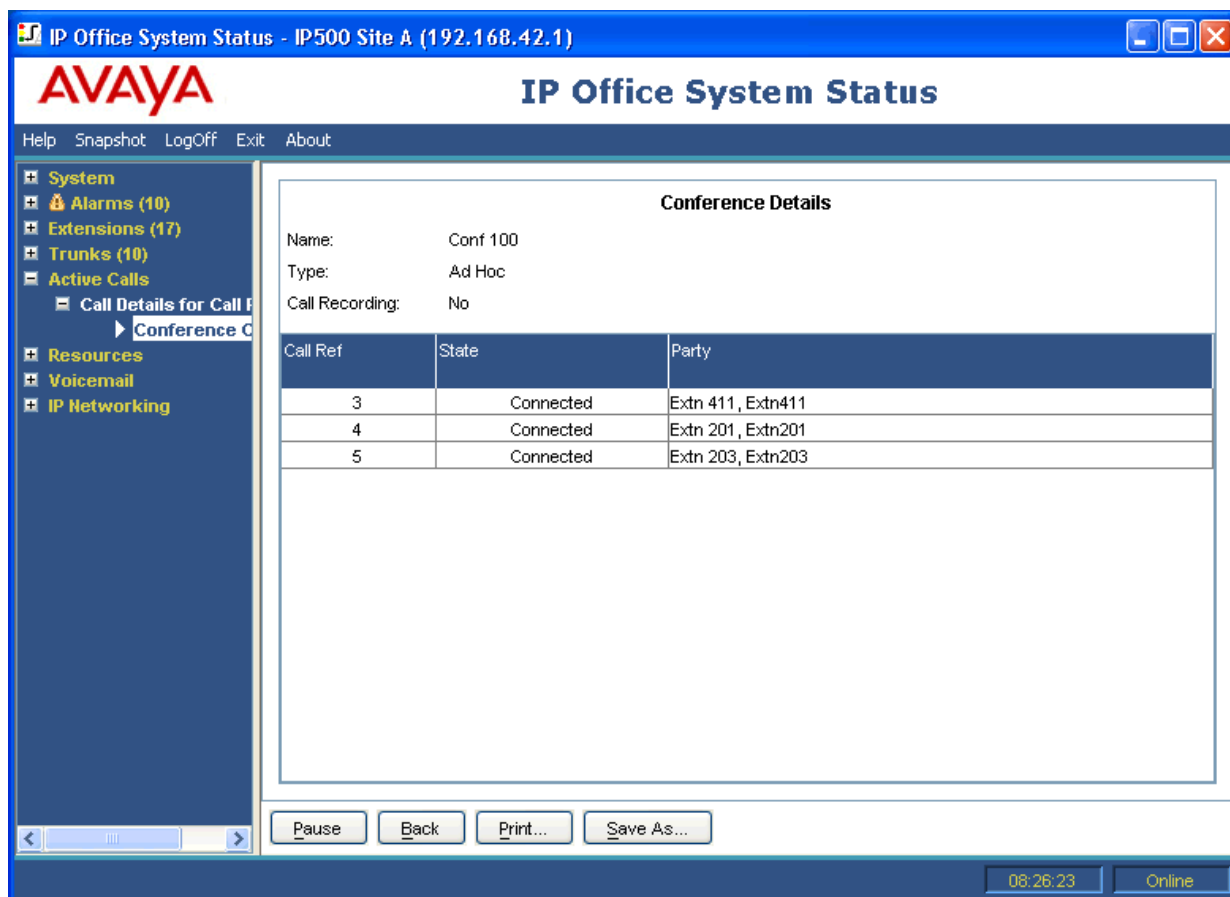 IP Office System Status - IP500 Site A (192.168.42.1)
AVAYA
IP Office System Status
Help Snapshot LogOff Exit About
System
Alarms (10)
Extensions (17)
Trunks (10)
Active Calls
Call Details for Call
Conference
Resources
Voicemail
IP Networking
Conference Details
Name: Conf 100
Type: Ad Hoc
Call Recording: No
Call Ref State Party
3 Connected Extn 411, Extn411
4 Connected Extn 201, Extn201
5 Connected Extn 203, Extn203
Pause Back Print... Save As...
08:26:23 Online